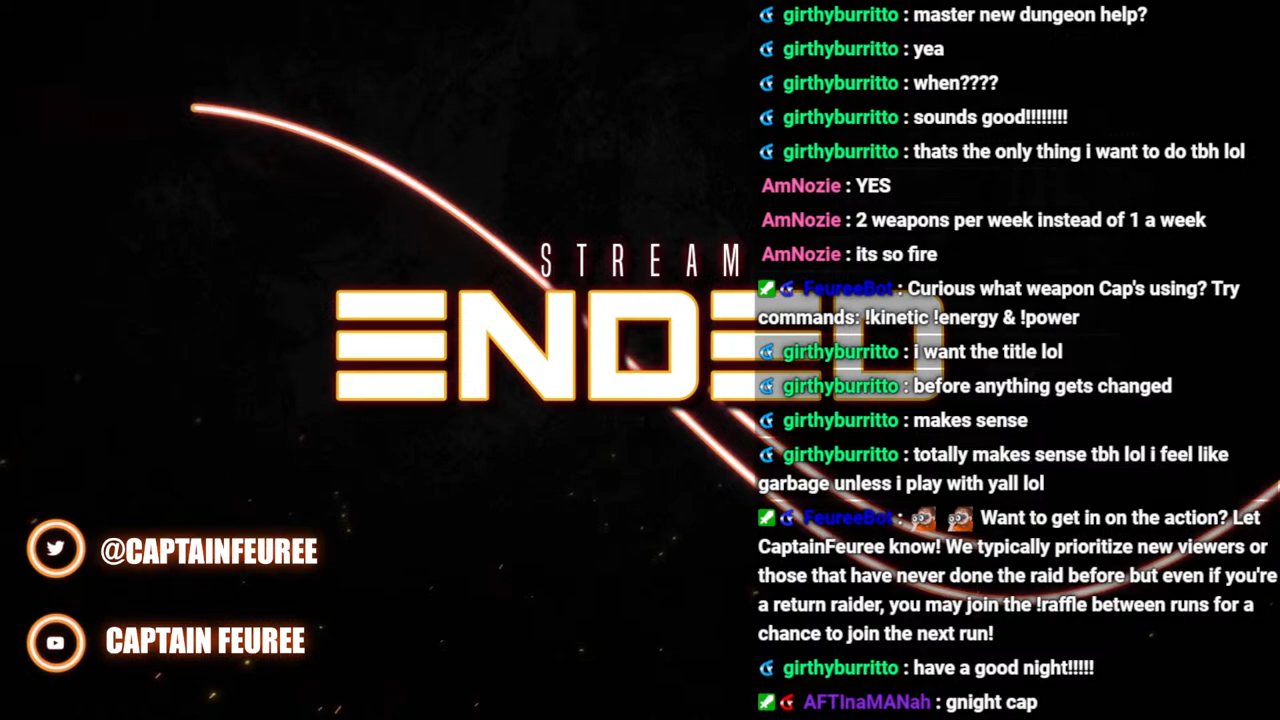 girthyburritto : master new dungeon help?
girthyburritto : yea
girthyburritto : when????
girthyburritto : sounds good!!!!!!!!
girthyburritto : thats the only thing i want to do tbh lol
AmNozie : YES
AmNozie : 2 weapons per week instead of 1 a week
AmNozie : its so fire
FeureeBot : Curious what weapon Cap's using? Try
commands: !kinetic !energy & !power
girthyburritto : i want the title lol
girthyburritto : before anything gets changed
girthyburritto : makes sense
girthyburritto : totally makes sense tbh lol i feel like
garbage unless i play with yall lol
FeureeBot : Want to get in on the action? Let
CaptainFeuree know! We typically prioritize new viewers or
those that have never done the raid before but even if you're
a return raider, you may join the !raffle between runs for a
chance to join the next run!
girthyburritto : have a good night!!!!!
AFTInaMANah : gnight cap
STREAM
ENDED
@CAPTAINFEUREE
CAPTAIN FEUREE